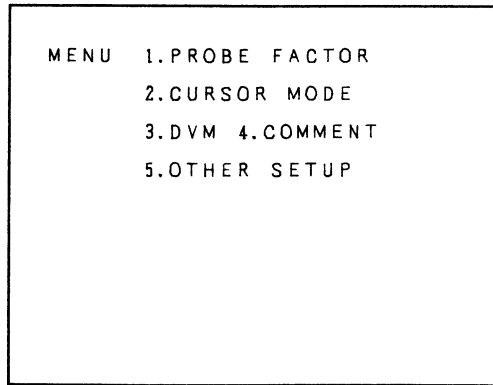 MENU 1.PROBE FACTOR
2.CURSOR MODE
3.DVM 4.COMMENT
5.OTHER SETUP